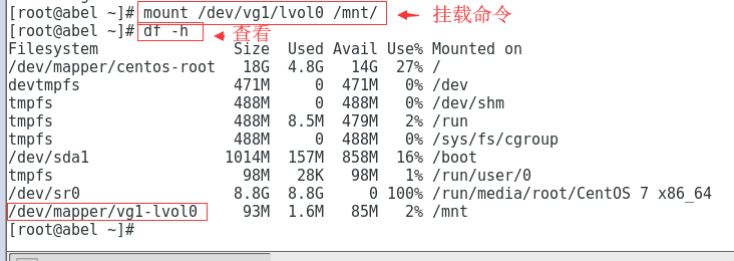 [root@abel ~]# mount /dev/vg1/lvol0 /mnt/ 挂载命令
[root@abel ~]# df -h 查看
Filesystem Size Used Avail Use% Mounted on
/dev/mapper/centos-root 18G 4.8G 14G 27% /
devtmpfs 471M 0 471M 0% /dev
tmpfs 488M 0 488M 0% /dev/shm
tmpfs 488M 8.5M 479M 2% /run
tmpfs 488M 0 488M 0% /sys/fs/cgroup
/dev/sda1 1014M 157M 858M 16% /boot
tmpfs 98M 28K 98M 1% /run/user/0
/dev/sr0 8.8G 8.8G 0 100% /run/media/root/CentOS 7 x86_64
/dev/mapper/vg1-lvol0 93M 1.6M 85M 2% /mnt
[root@abel ~]#